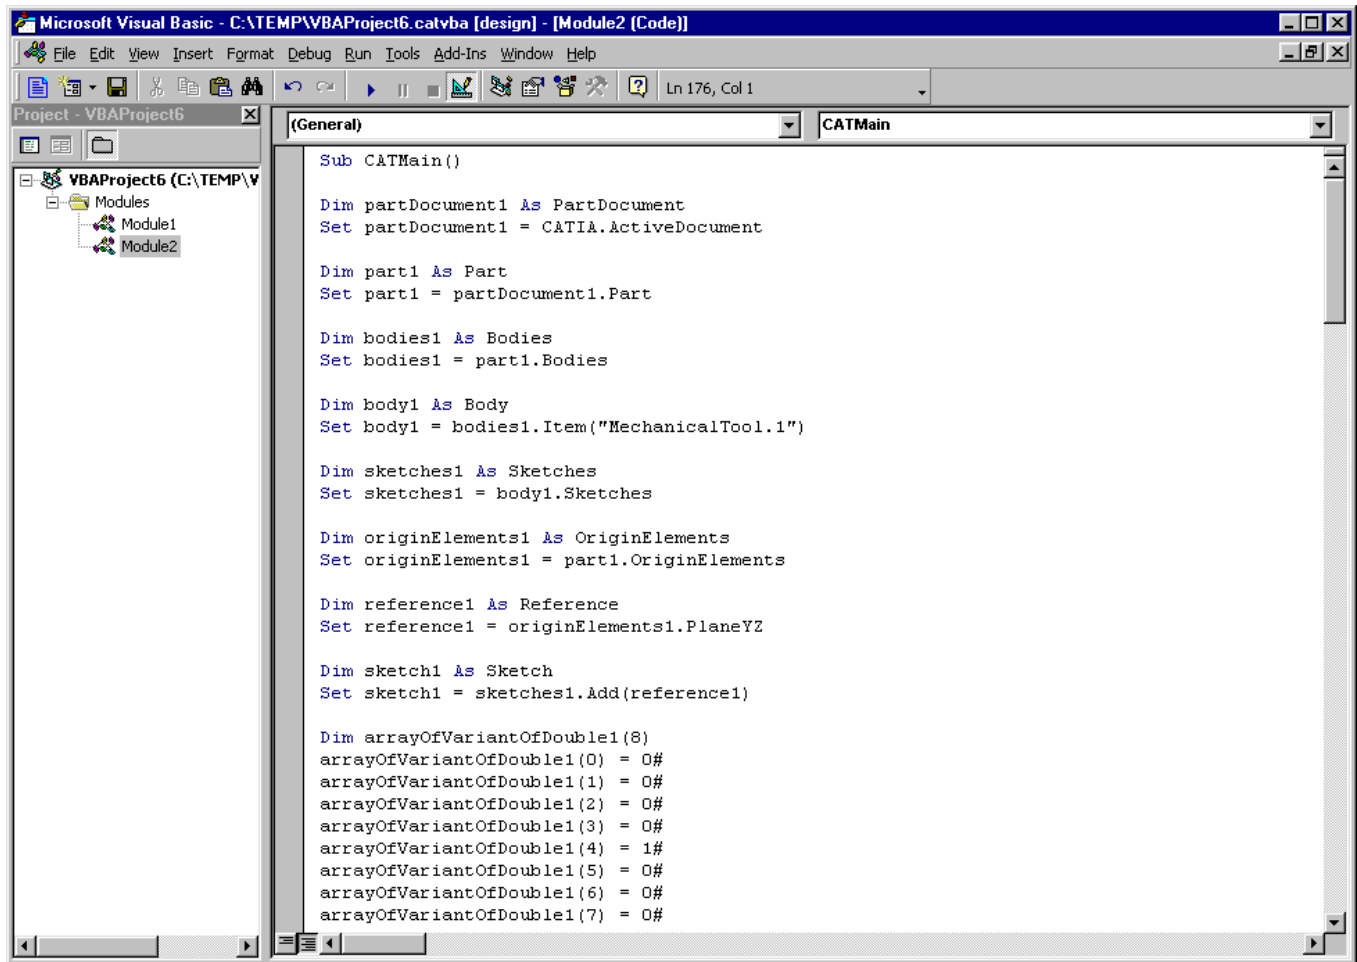 Microsoft Visual Basic - C:\TEMP\VBAProject6.catvba [design] - [Module2 (Code)]
File Edit View Insert Format Debug Run Tools Add-Ins Window Help
Ln 176, Col 1
Project - VBAProject6
VBAProject6 (C:\TEMP\V
Modules
Module1
Module2
(General)
CATMain
Sub CATMain()
Dim partDocument1 As PartDocument
Set partDocument1 = CATIA.ActiveDocument
Dim part1 As Part
Set part1 = partDocument1.Part
Dim bodies1 As Bodies
Set bodies1 = part1.Bodies
Dim body1 As Body
Set body1 = bodies1.Item("MechanicalTool.1")
Dim sketches1 As Sketches
Set sketches1 = body1.Sketches
Dim originElements1 As OriginElements
Set originElements1 = part1.OriginElements
Dim reference1 As Reference
Set reference1 = originElements1.PlaneYZ
Dim sketch1 As Sketch
Set sketch1 = sketches1.Add(reference1)
Dim arrayOfVariantOfDouble1(8)
arrayOfVariantOfDouble1(0) = 0#
arrayOfVariantOfDouble1(1) = 0#
arrayOfVariantOfDouble1(2) = 0#
arrayOfVariantOfDouble1(3) = 0#
arrayOfVariantOfDouble1(4) = 1#
arrayOfVariantOfDouble1(5) = 0#
arrayOfVariantOfDouble1(6) = 0#
arrayOfVariantOfDouble1(7) = 0#